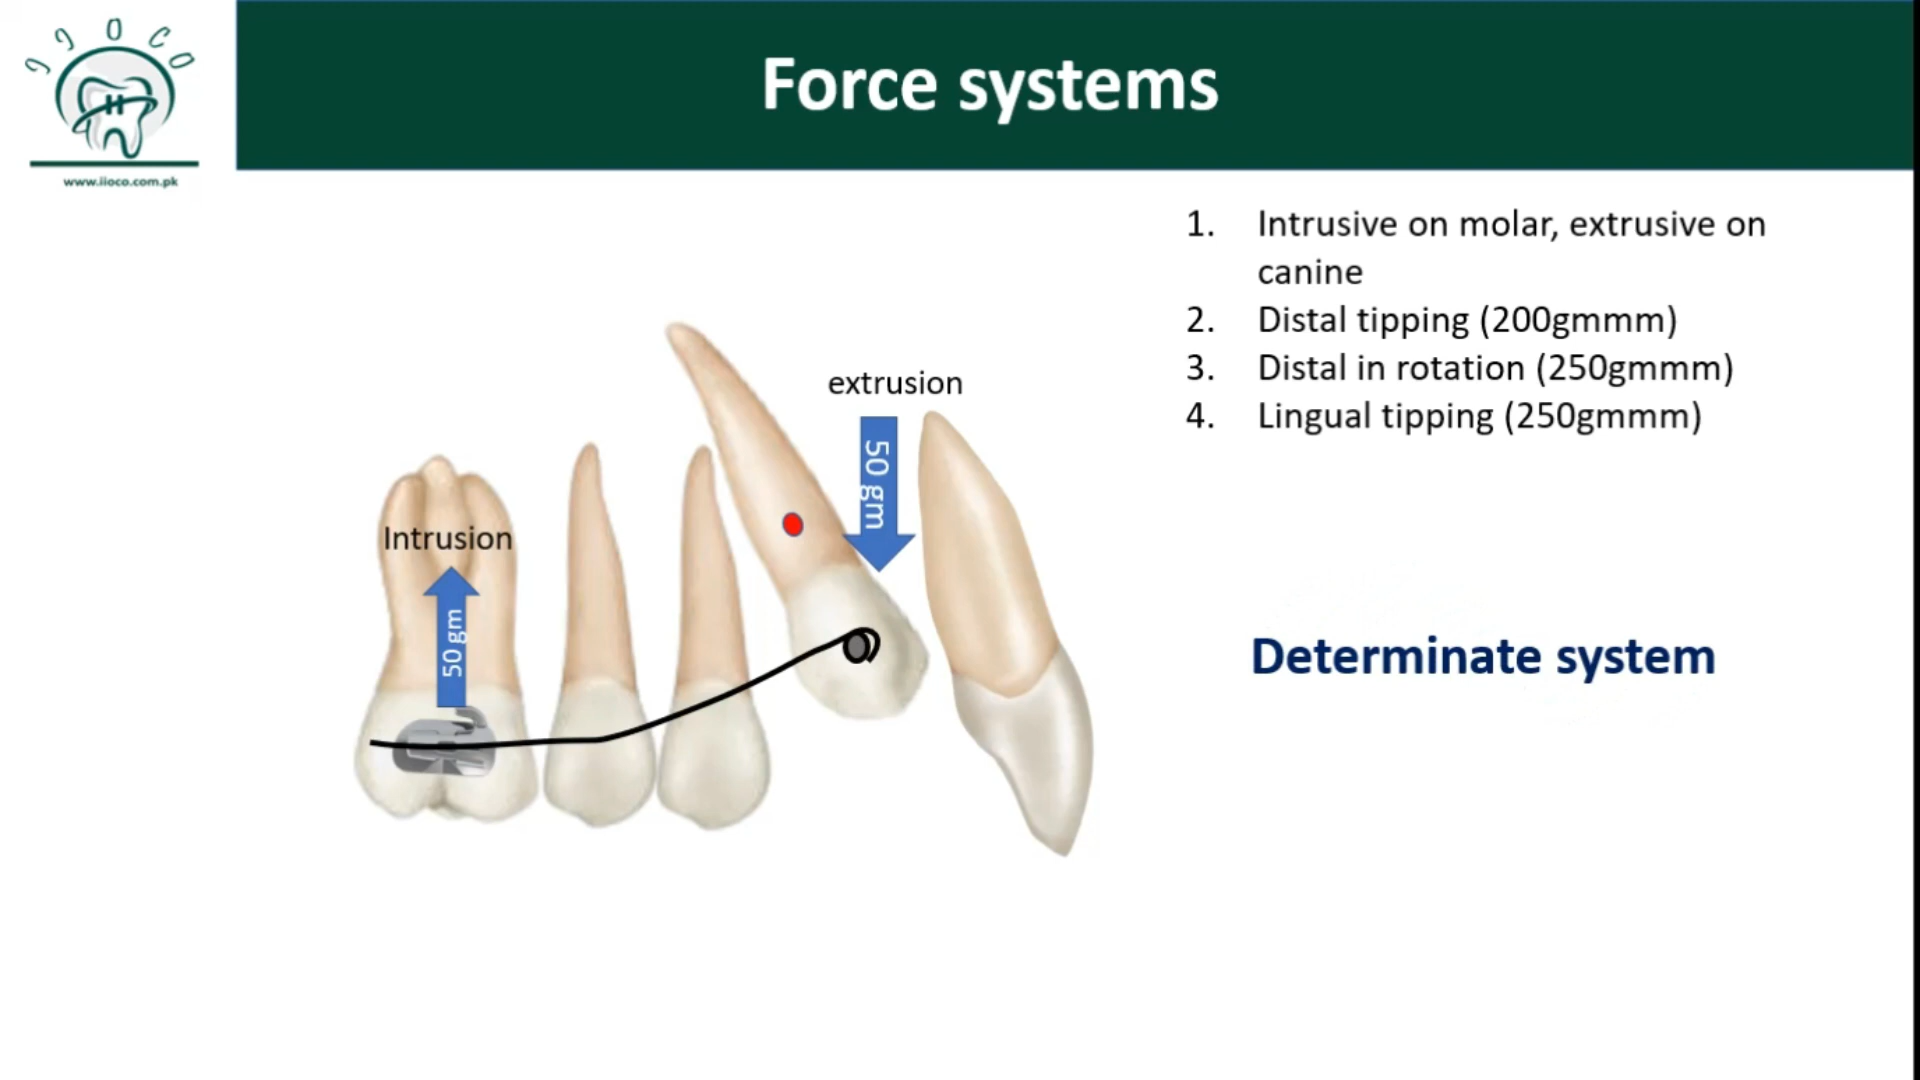 IJOCO
www.iioco.com.pk
Force systems
1. Intrusive on molar, extrusive on
canine
2. Distal tipping (200gmmm)
3. Distal in rotation (250gmmm)
4. Lingual tipping (250gmmm)
extrusion
50 gm
Intrusion
50 gm
Determinate system